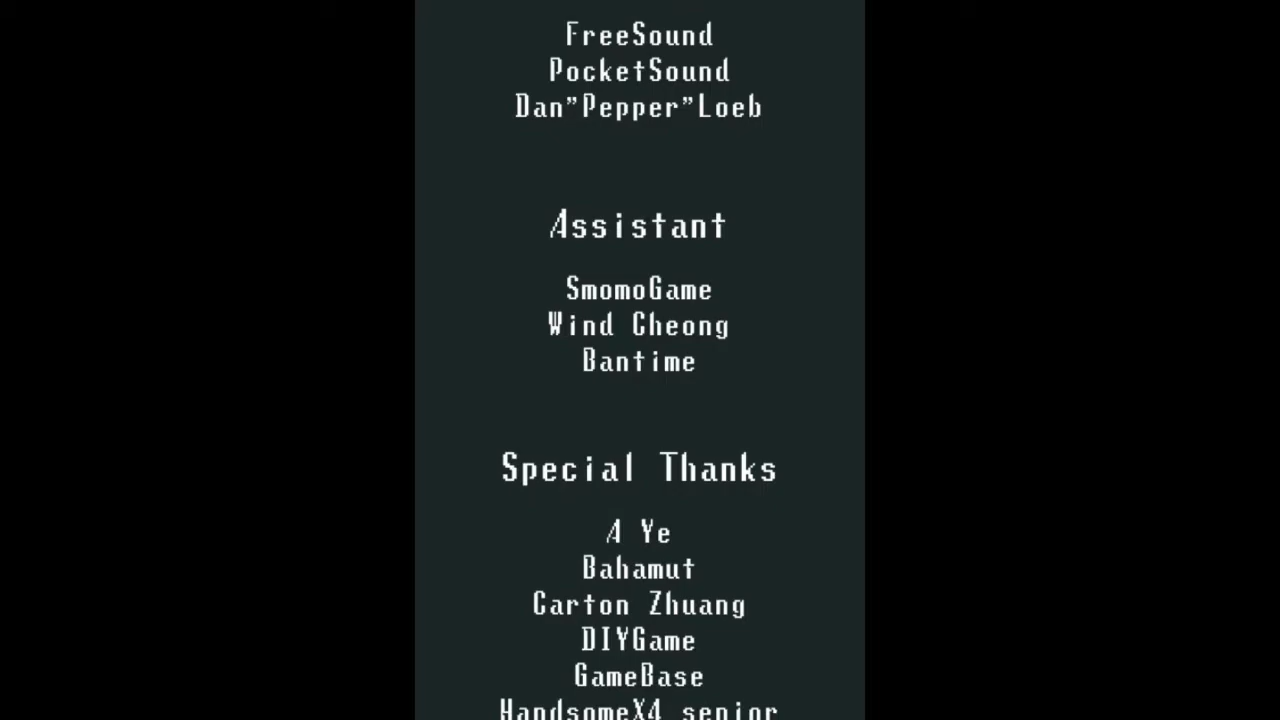 FreeSound
PocketSound
Dan"Pepper"Loeb
Assistant
SmomoGame
Wind Cheong
Bantime
Special Thanks
A Ye
Bahamut
Carton Zhuang
DIYGame
GameBase
HandsomeX4 senior